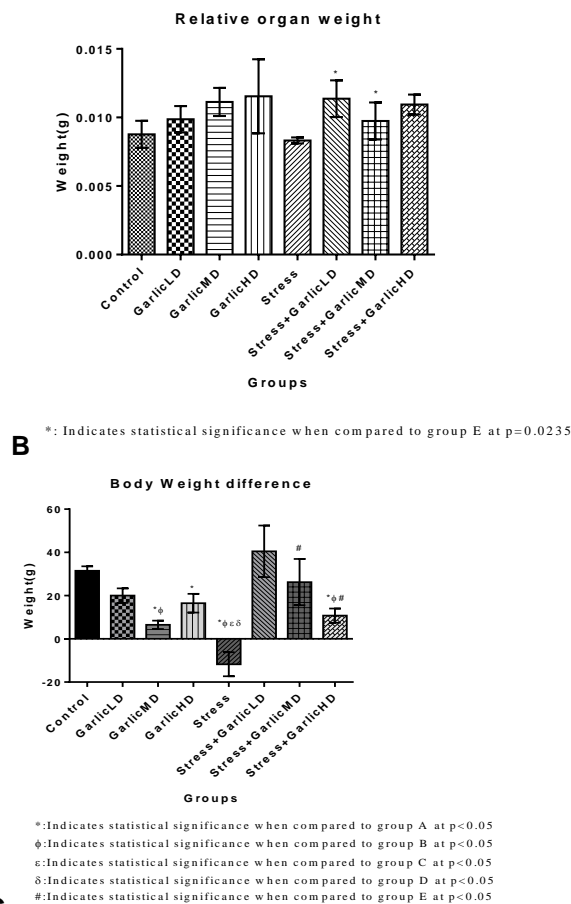 Relative organ weight
0.015
0.010
0.005
0.000
Weight(g)
Control
GarlicLD
GarlicMD
GarlicHD
Stress
Stress+GarlicLD
Stress+GarlicMD
Stress+GarlicHD
* *
Groups
*: Indicates statistical significance when compared to group E at p=0.0235
B
Body Weight difference
60
40
20
0
-20
Weight(g)
*ϕ
*
*ϕεδ
#
*ϕ#
Control
GarlicLD
GarlicMD
GarlicHD
Stress
Stress+GarlicLD
Stress+GarlicMD
Stress+GarlicHD
Groups
*:Indicates statistical significance when compared to group A at p<0.05
ϕ:Indicates statistical significance when compared to group B at p<0.05
ε:Indicates statistical significance when compared to group C at p<0.05
δ:Indicates statistical significance when compared to group D at p<0.05
#:Indicates statistical significance when compared to group E at p<0.05